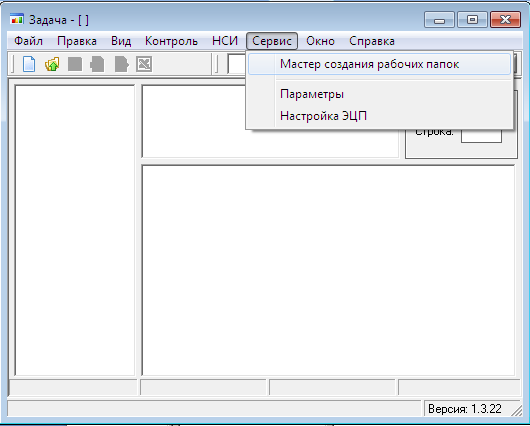 Задача - [ ]
Файл Правка Вид Контроль НСИ Сервис Окно Справка
Мастер создания рабочих папок
Параметры
Настройка ЭЦП
Строка:
Версия: 1.3.22